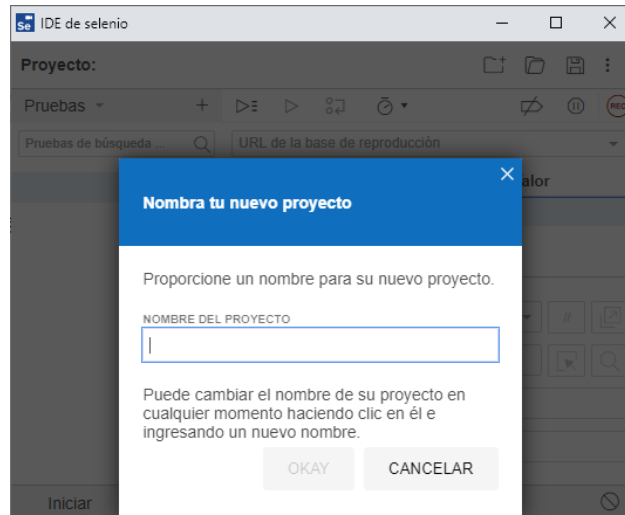 Se IDE de selenio
Proyecto:
Pruebas
REC
Pruebas de búsqueda ...
URL de la base de reproducción
alor
Nombra tu nuevo proyecto
Proporcione un nombre para su nuevo proyecto.
NOMBRE DEL PROYECTO
//
Puede cambiar el nombre de su proyecto en
cualquier momento haciendo clic en él e
ingresando un nuevo nombre.
OKAY CANCELAR
Iniciar